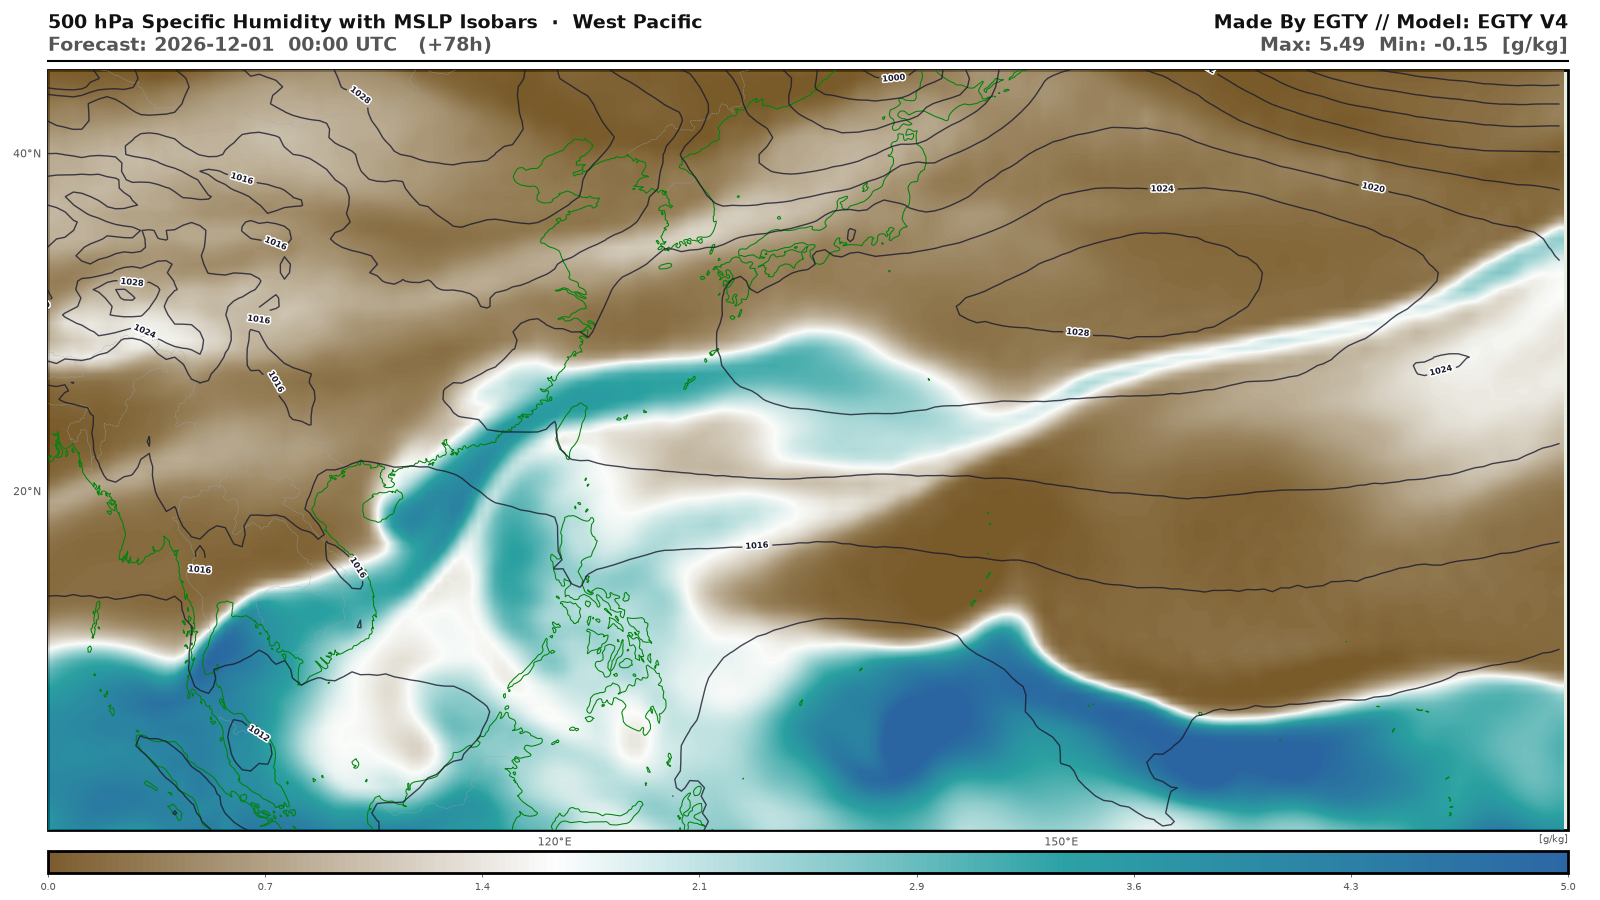 500 hPa Specific Humidity with MSLP Isobars · West Pacific
Made By EGTY // Model: EGTY V4
Forecast: 2026-12-01 00:00 UTC (+78h)
Max: 5.49 Min: -0.15 [g/kg]
1000
1028
40°N
1016
1024
1020
1016
1028
1016
1024
1028
1024
1016
20°N
1016
1016
1016
1012
120°E
150°E
[g/kg]
0.0
0.7
1.4
2.1
2.9
3.6
4.3
5.0